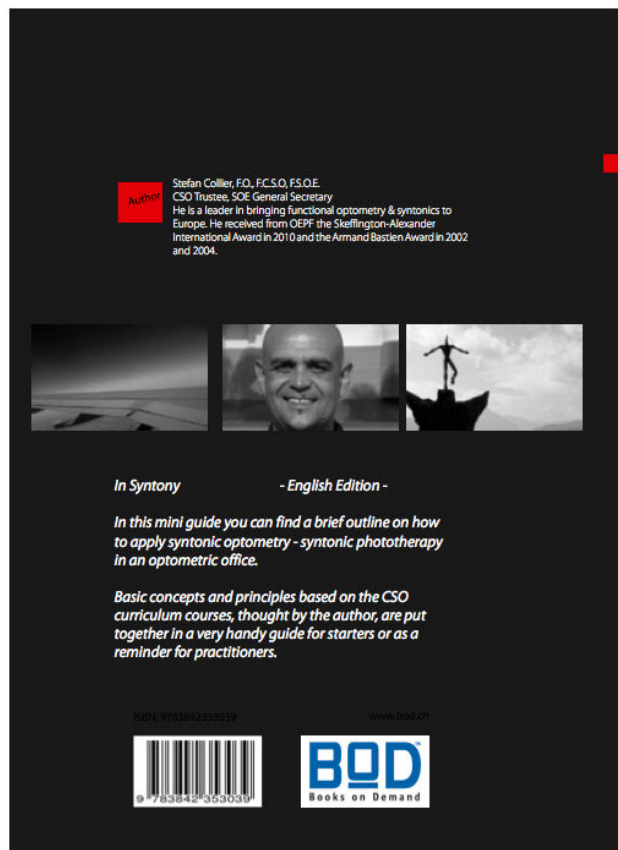 Author
Stefan Collier, F.O., F.C.S.O, F.S.O.E.
CSO Trustee, SOE General Secretary
He is a leader in bringing functional optometry & syntonics to
Europe. He received from OEPF the Skeffington-Alexander
International Award in 2010 and the Armand Bastien Award in 2002
and 2004.
In Syntony - English Edition -
In this mini guide you can find a brief outline on how
to apply syntonic optometry - syntonic phototherapy
in an optometric office.
Basic concepts and principles based on the CSO
curriculum courses, thought by the author, are put
together in a very handy guide for starters or as a
reminder for practitioners.
ISBN: 9783842353039 www.bod.ch
9 783842 353039
BOD™
Books on Demand